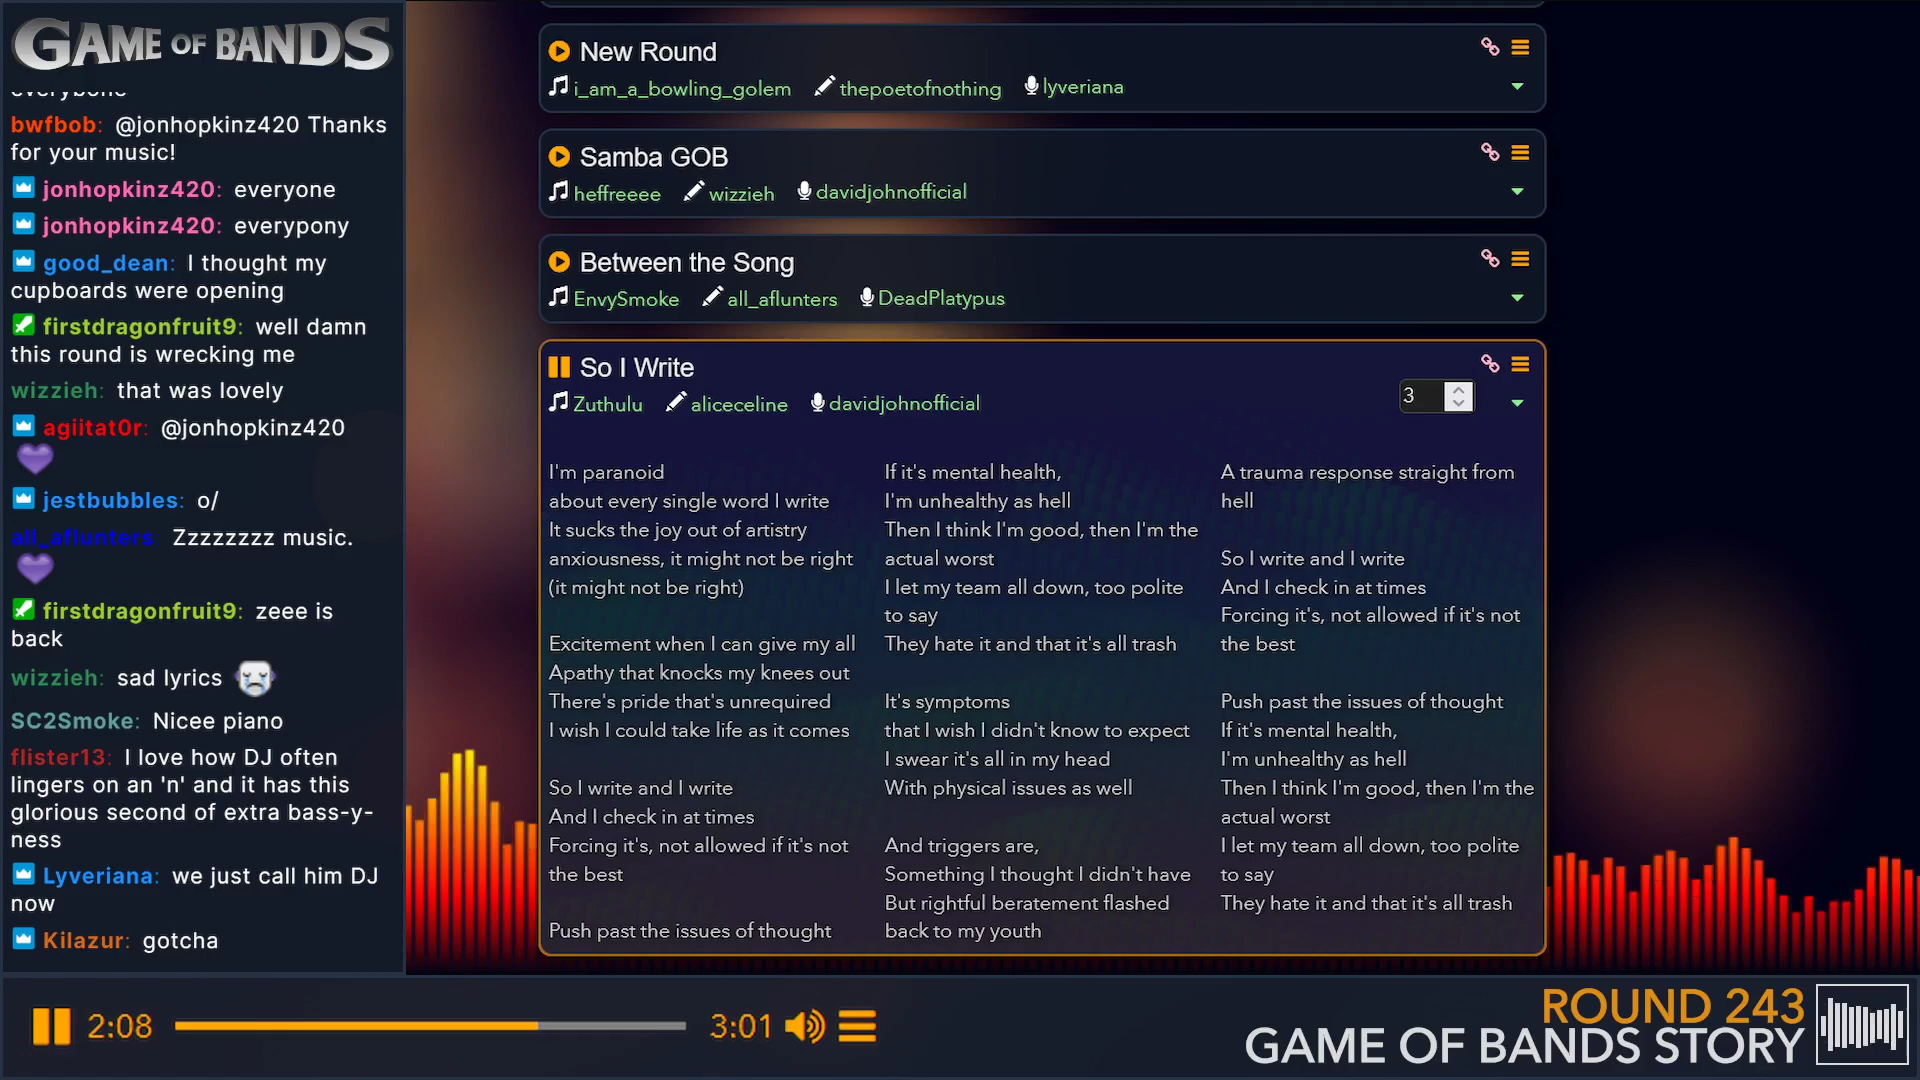 GAME OF BANDS
everybone
bwfbob: @jonhopkinz420 Thanks
for your music!
jonhopkinz420: everyone
jonhopkinz420: everypony
good_dean: I thought my
cupboards were opening
firstdragonfruit9: well damn
this round is wrecking me
wizzieh: that was lovely
agiitat0r: @jonhopkinz420
jestbubbles: o/
all_aflunters: Zzzzzzzz music.
firstdragonfruit9: zeee is
back
wizzieh: sad lyrics
SC2Smoke: Nicee piano
flister13: I love how DJ often
lingers on an 'n' and it has this
glorious second of extra bass-y-
ness
Lyveriana: we just call him DJ
now
Kilazur: gotcha
New Round
i_am_a_bowling_golem thepoetofnothing lyveriana
Samba GOB
heffreeee wizzieh davidjohnofficial
Between the Song
EnvySmoke all_aflunters DeadPlatypus
So I Write
Zuthulu aliceceline davidjohnofficial
3
I'm paranoid
about every single word I write
It sucks the joy out of artistry
anxiousness, it might not be right
(it might not be right)
Excitement when I can give my all
Apathy that knocks my knees out
There's pride that's unrequired
I wish I could take life as it comes
So I write and I write
And I check in at times
Forcing it's, not allowed if it's not
the best
Push past the issues of thought
If it's mental health,
I'm unhealthy as hell
Then I think I'm good, then I'm the
actual worst
I let my team all down, too polite
to say
They hate it and that it's all trash
It's symptoms
that I wish I didn't know to expect
I swear it's all in my head
With physical issues as well
And triggers are,
Something I thought I didn't have
But rightful beratement flashed
back to my youth
A trauma response straight from
hell
So I write and I write
And I check in at times
Forcing it's, not allowed if it's not
the best
Push past the issues of thought
If it's mental health,
I'm unhealthy as hell
Then I think I'm good, then I'm the
actual worst
I let my team all down, too polite
to say
They hate it and that it's all trash
2:08
3:01
ROUND 243
GAME OF BANDS STORY